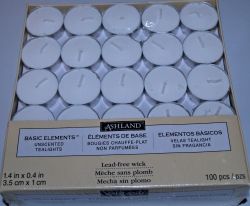 ASHLAND
BASIC ELEMENTS™ ÉLÉMENTS DE BASE ELEMENTOS BÁSICOS
UNSCENTED BOUGIES CHAUFFE-PLAT VELAS TEALIGHT
TEALIGHTS NON PARFUMÉES SIN FRAGANCIA
Lead-free wick
1.4 in x 0.4 in Mèche sans plomb 100 pcs
3.5 cm x 1 cm Mecha sin plomo